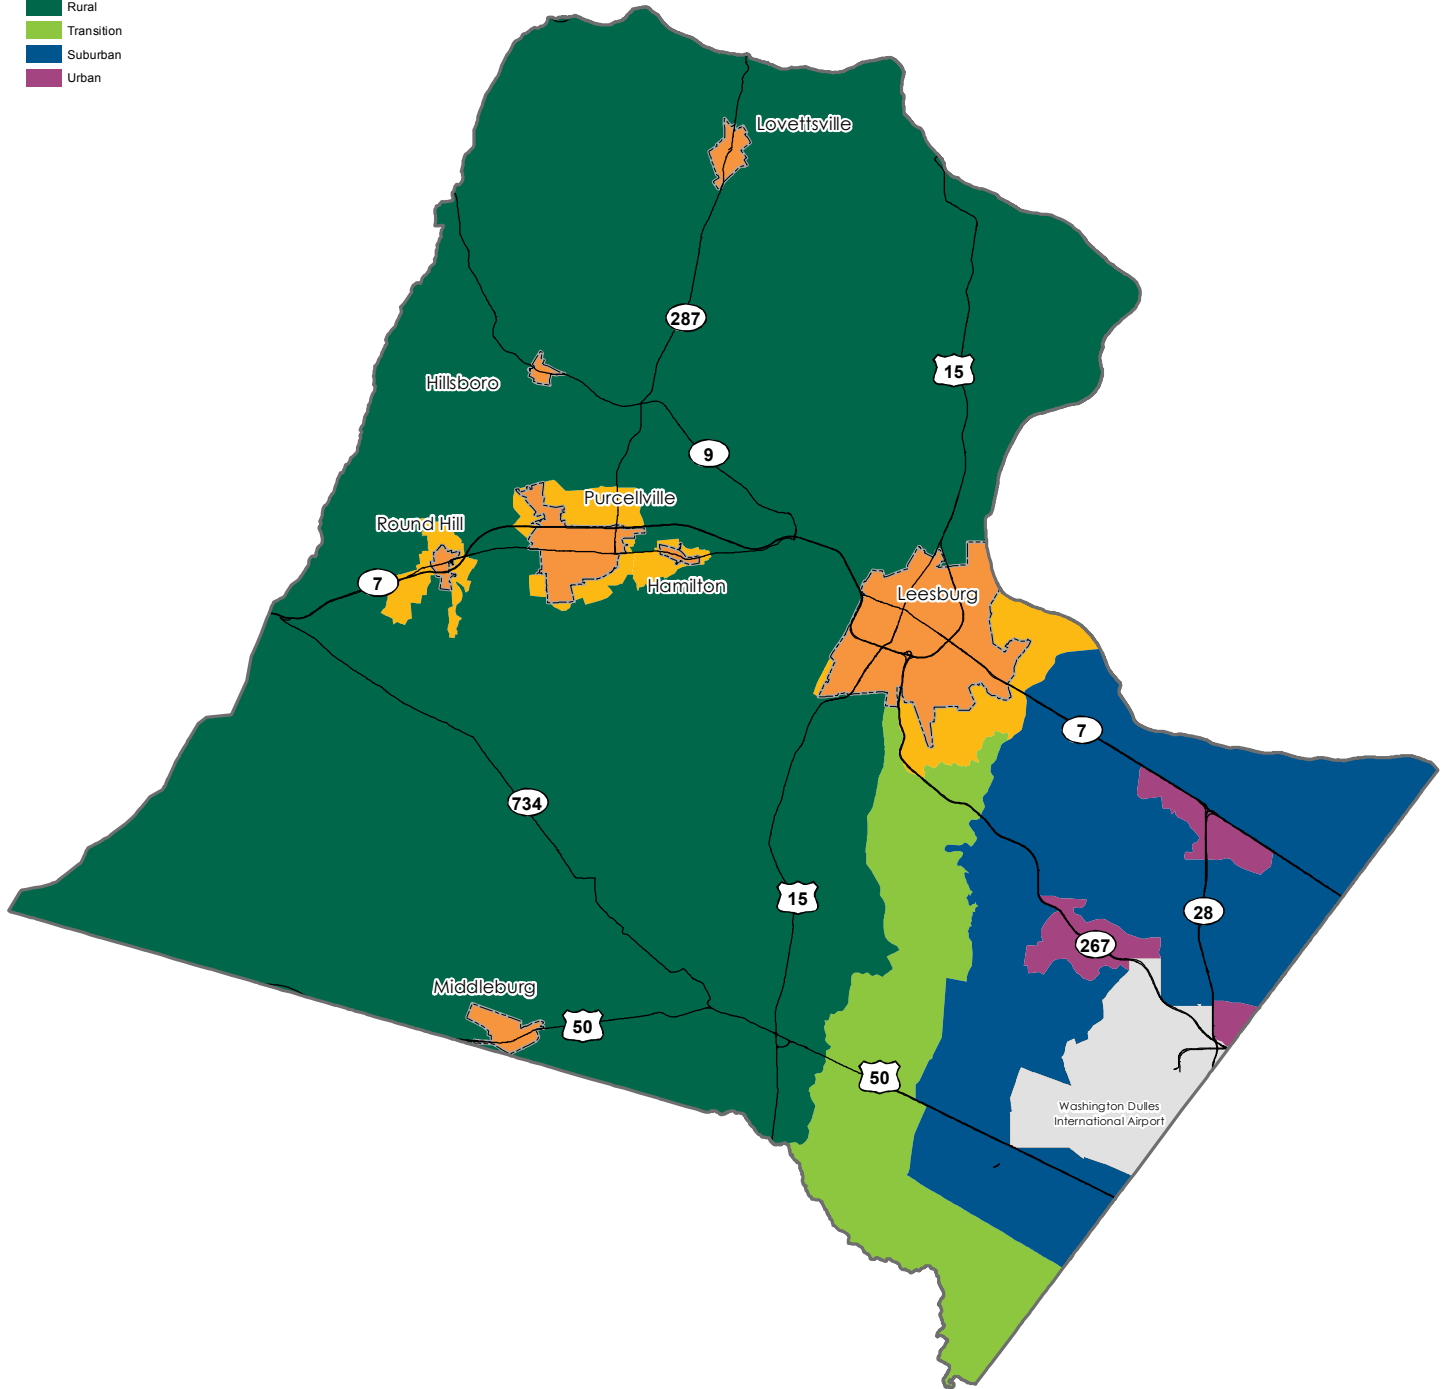 Rural
Transition
Suburban
Urban
Lovettsville
287
15
Hillsboro
9
Purcellville
Round Hill
7
Hamilton
Leesburg
7
734
15
28
267
Middleburg
50
50
Washington Dulles
International Airport